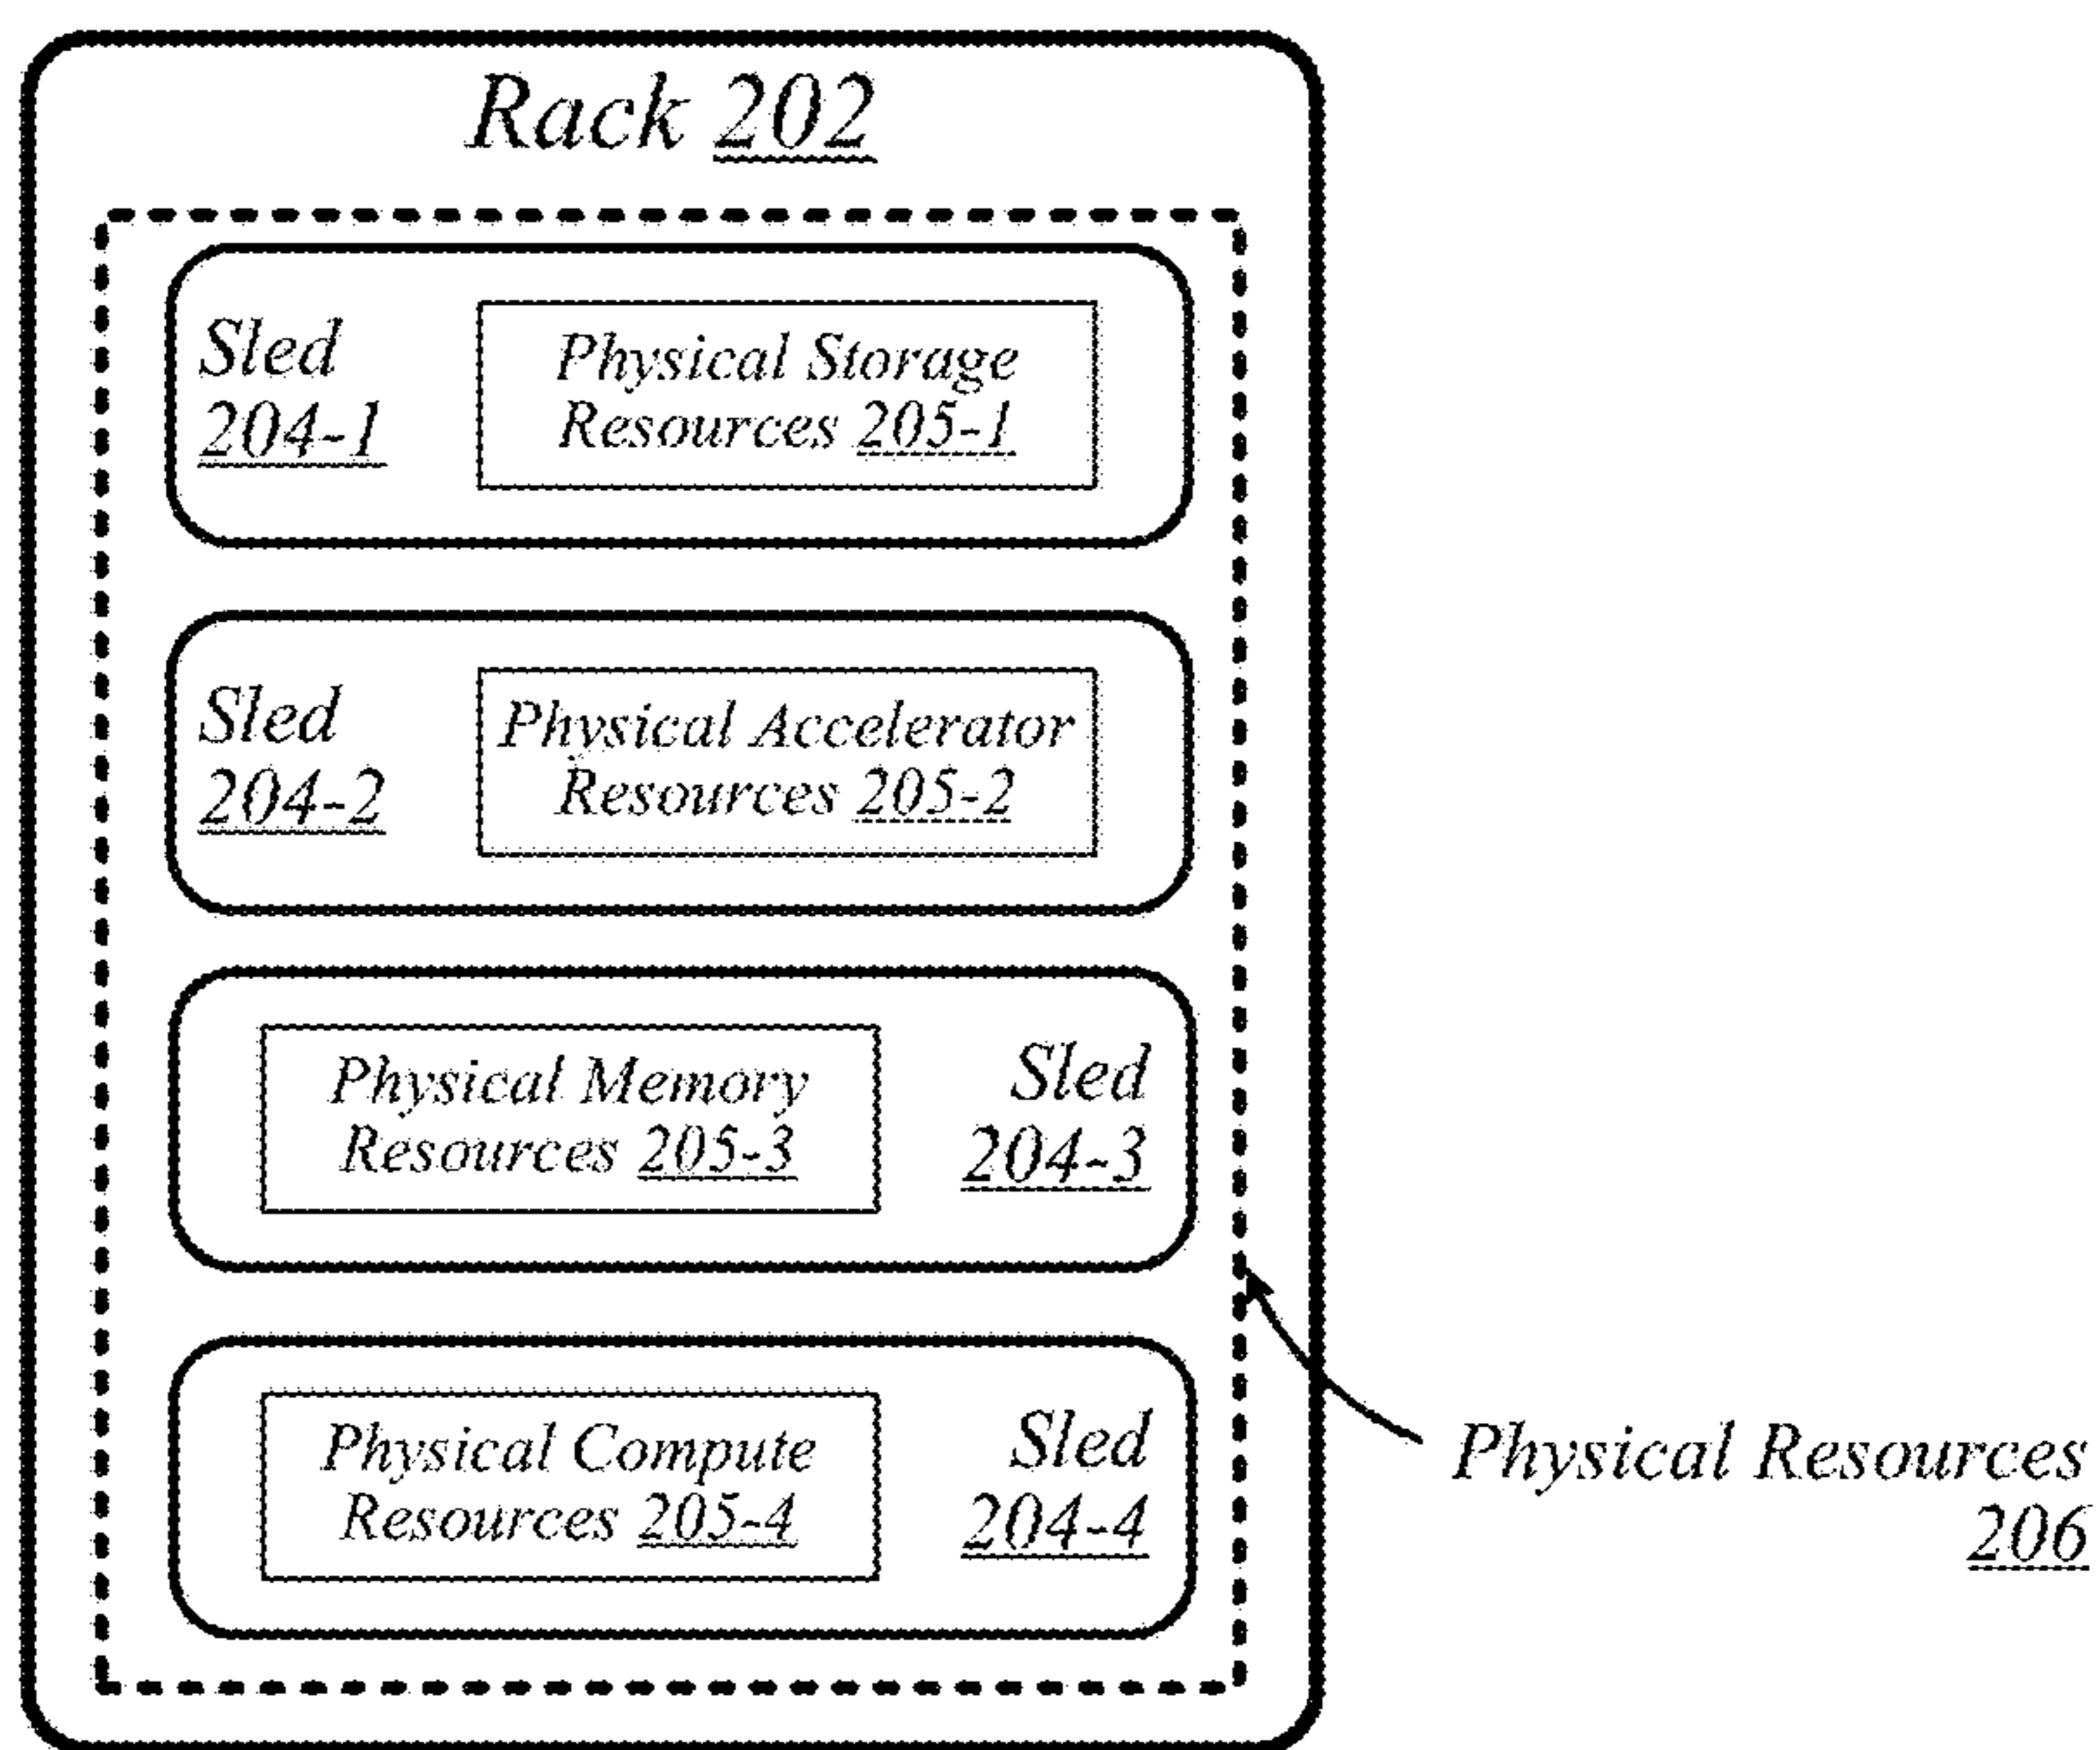 Rack 202
Sled
204-1
Physical Storage
Resources 205-1
Sled
204-2
Physical Accelerator
Resources 205-2
Physical Memory
Resources 205-3
Sled
204-3
Physical Compute
Resources 205-4
Sled
204-4
Physical Resources
206